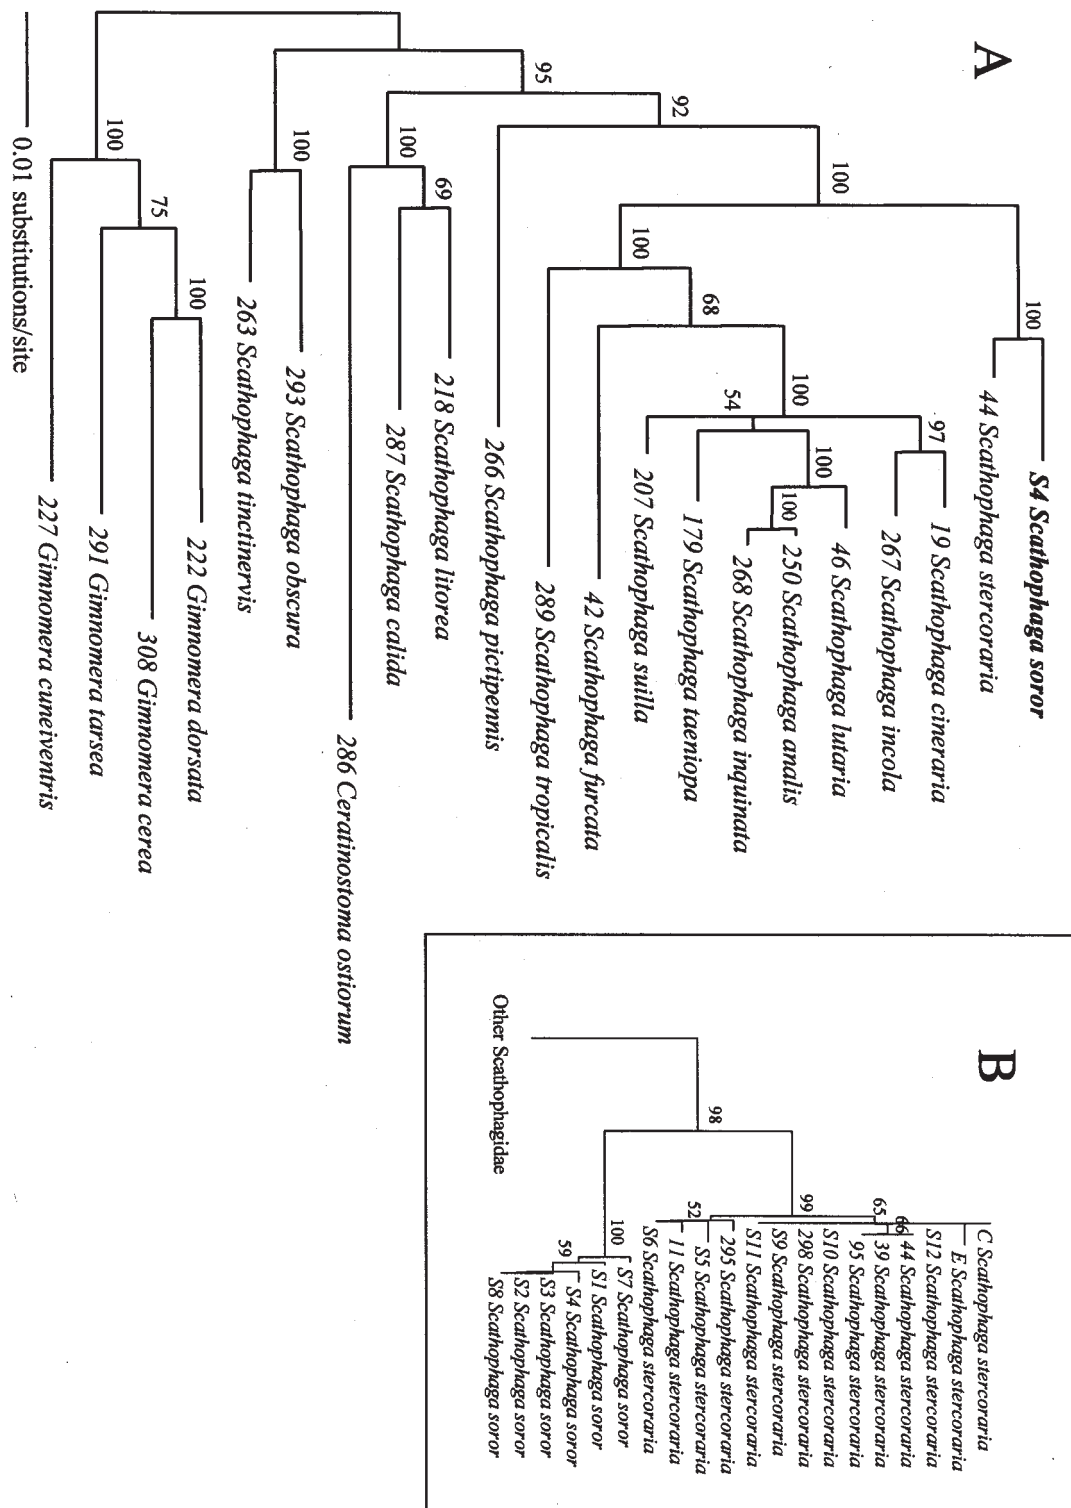 A
100
S4 Scathophaga soror
44 Scathophaga stercoraria
100
97
19 Scathophaga cineraria
267 Scathophaga incola
100
100
46 Scathophaga lutaria
100
250 Scathophaga analis
268 Scathophaga inquinata
54
179 Scathophaga taeniopa
207 Scathophaga suilla
68
42 Scathophaga furcata
100
289 Scathophaga tropicalis
92
266 Scathophaga pictipennis
95
69
218 Scathophaga litorea
287 Scathophaga calida
100
286 Ceratinostoma ostiorum
100
293 Scathophaga obscura
263 Scathophaga tinctinervis
100
222 Gimnomera dorsata
308 Gimnomera cerea
75
291 Gimnomera tarsea
100
227 Gimnomera cuneiventris
0.01 substitutions/site
B
C Scathophaga stercoraria
E Scathophaga stercoraria
S12 Scathophaga stercoraria
66
44 Scathophaga stercoraria
39 Scathophaga stercoraria
65
95 Scathophaga stercoraria
S10 Scathophaga stercoraria
298 Scathophaga stercoraria
99
S9 Scathophaga stercoraria
S11 Scathophaga stercoraria
295 Scathophaga stercoraria
S5 Scathophaga stercoraria
52
11 Scathophaga stercoraria
S6 Scathophaga stercoraria
98
100
S7 Scathophaga soror
S1 Scathophaga soror
59
S4 Scathophaga soror
S3 Scathophaga soror
S2 Scathophaga soror
S8 Scathophaga soror
Other Scathophagidae